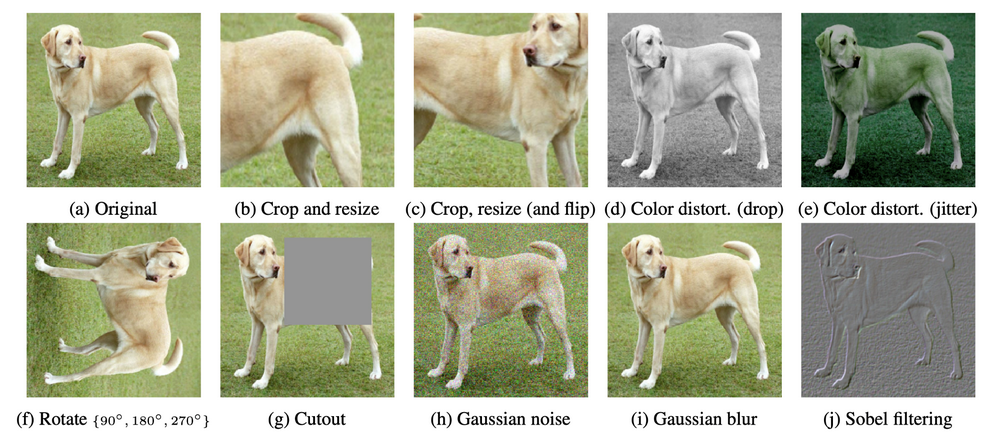 (a) Original
(b) Crop and resize
(c) Crop, resize (and flip)
(d) Color distort. (drop)
(e) Color distort. (jitter)
(f) Rotate {90°, 180°, 270°}
(g) Cutout
(h) Gaussian noise
(i) Gaussian blur
(j) Sobel filtering